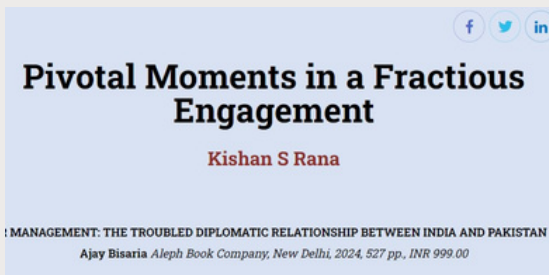 Pivotal Moments in a Fractious
Engagement
Kishan S Rana
MANAGEMENT: THE TROUBLED DIPLOMATIC RELATIONSHIP BETWEEN INDIA AND PAKISTAN
Ajay Bisaria Aleph Book Company, New Delhi, 2024, 527 pp., INR 999.00